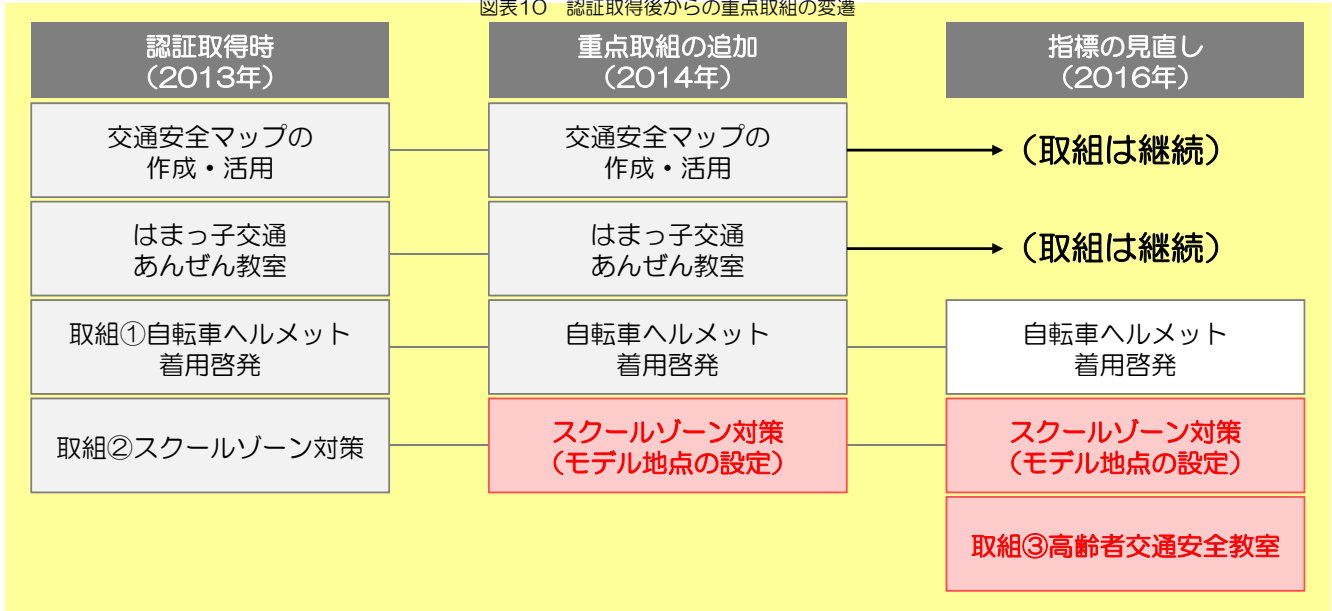 図表10 認証取得後からの重点取組の変遷
認証取得時
(2013年)
重点取組の追加
(2014年)
指標の見直し
(2016年)
交通安全マップの
作成・活用
交通安全マップの
作成・活用
(取組は継続)
はまっ子交通
あんぜん教室
はまっ子交通
あんぜん教室
(取組は継続)
取組①自転車ヘルメット
着用啓発
自転車ヘルメット
着用啓発
自転車ヘルメット
着用啓発
取組②スクールゾーン対策
スクールゾーン対策
(モデル地点の設定)
スクールゾーン対策
(モデル地点の設定)
取組③高齢者交通安全教室